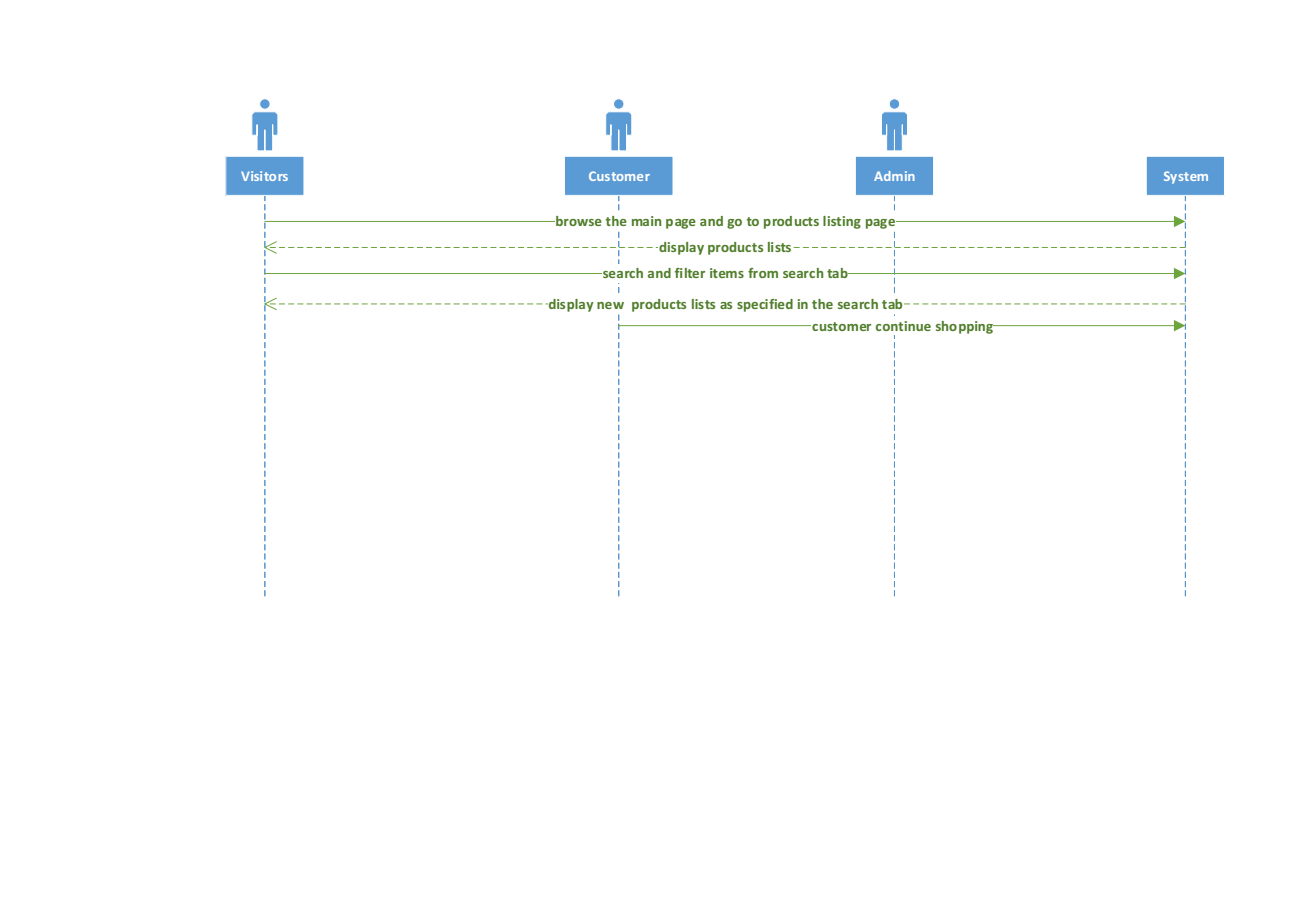 Visitors
Customer
Admin
System
browse the main page and go to products listing page
display products lists
search and filter items from search tab
display new  products lists as specified in the search tab
customer continue shopping